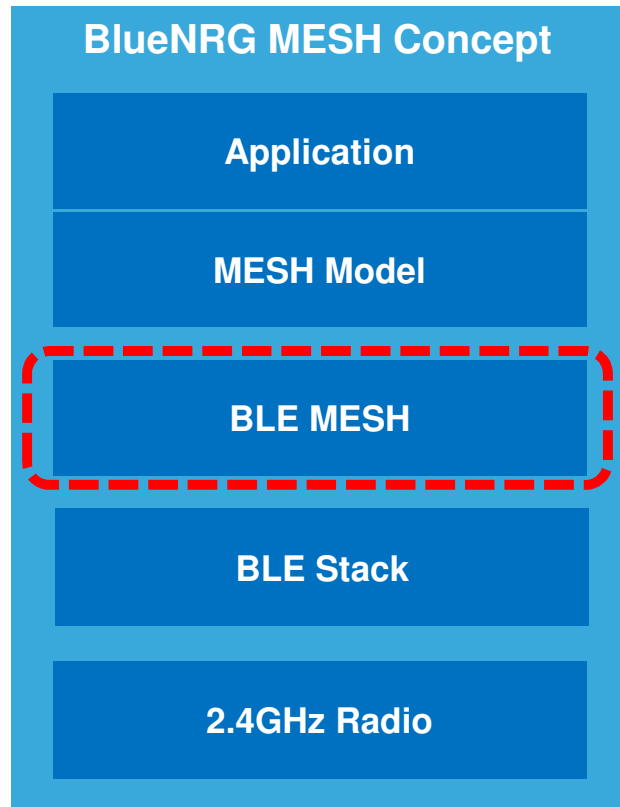 BlueNRG MESH Concept
Application
MESH Model
BLE MESH
BLE Stack
2.4GHz Radio